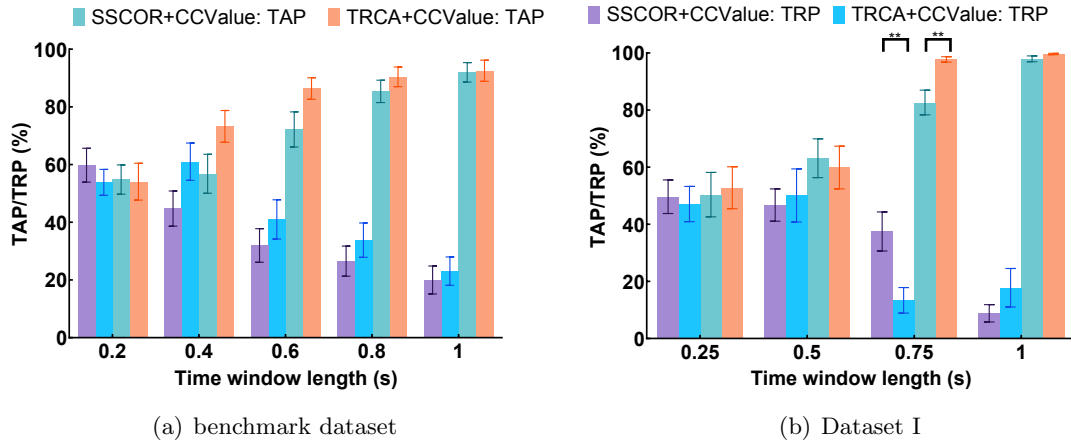 SSCOR+CCValue: TAP TRCA+CCValue: TAP SSCOR+CCValue: TRP TRCA+CCValue: TRP
100
80
60
40
20
0
TAP/TRP (%)
0.2 0.4 0.6 0.8 1
Time window length (s)
(a) benchmark dataset
** **
100
80
60
40
20
0
TAP/TRP (%)
0.25 0.5 0.75 1
Time window length (s)
(b) Dataset I